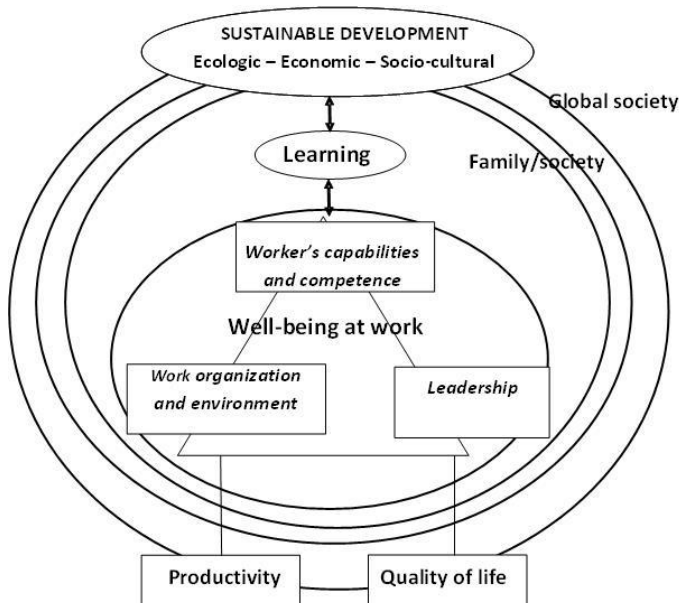 SUSTAINABLE DEVELOPMENT
Ecologic – Economic – Socio-cultural
Global society
Learning
Family/society
Worker's capabilities
and competence
Well-being at work
Work organization
and environment
Leadership
Productivity
Quality of life